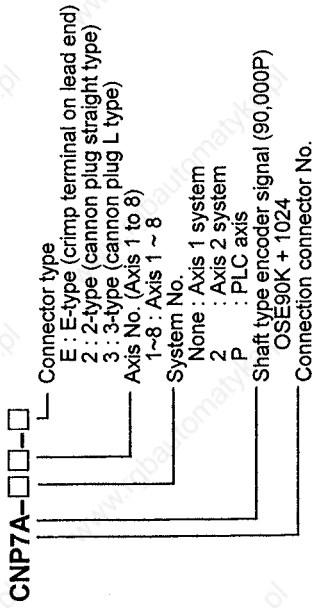 CNP7A-□□-□
Connector type
E : E-type (crimp terminal on lead end)
2 : 2-type (cannon plug straight type)
3 : 3-type (cannon plug L type)
Axis No. (Axis 1 to 8)
1~8 : Axis 1 ~ 8
System No.
None : Axis 1 system
2 : Axis 2 system
P : PLC axis
Shaft type encoder signal (90,000P)
OSE90K + 1024
Connection connector No.